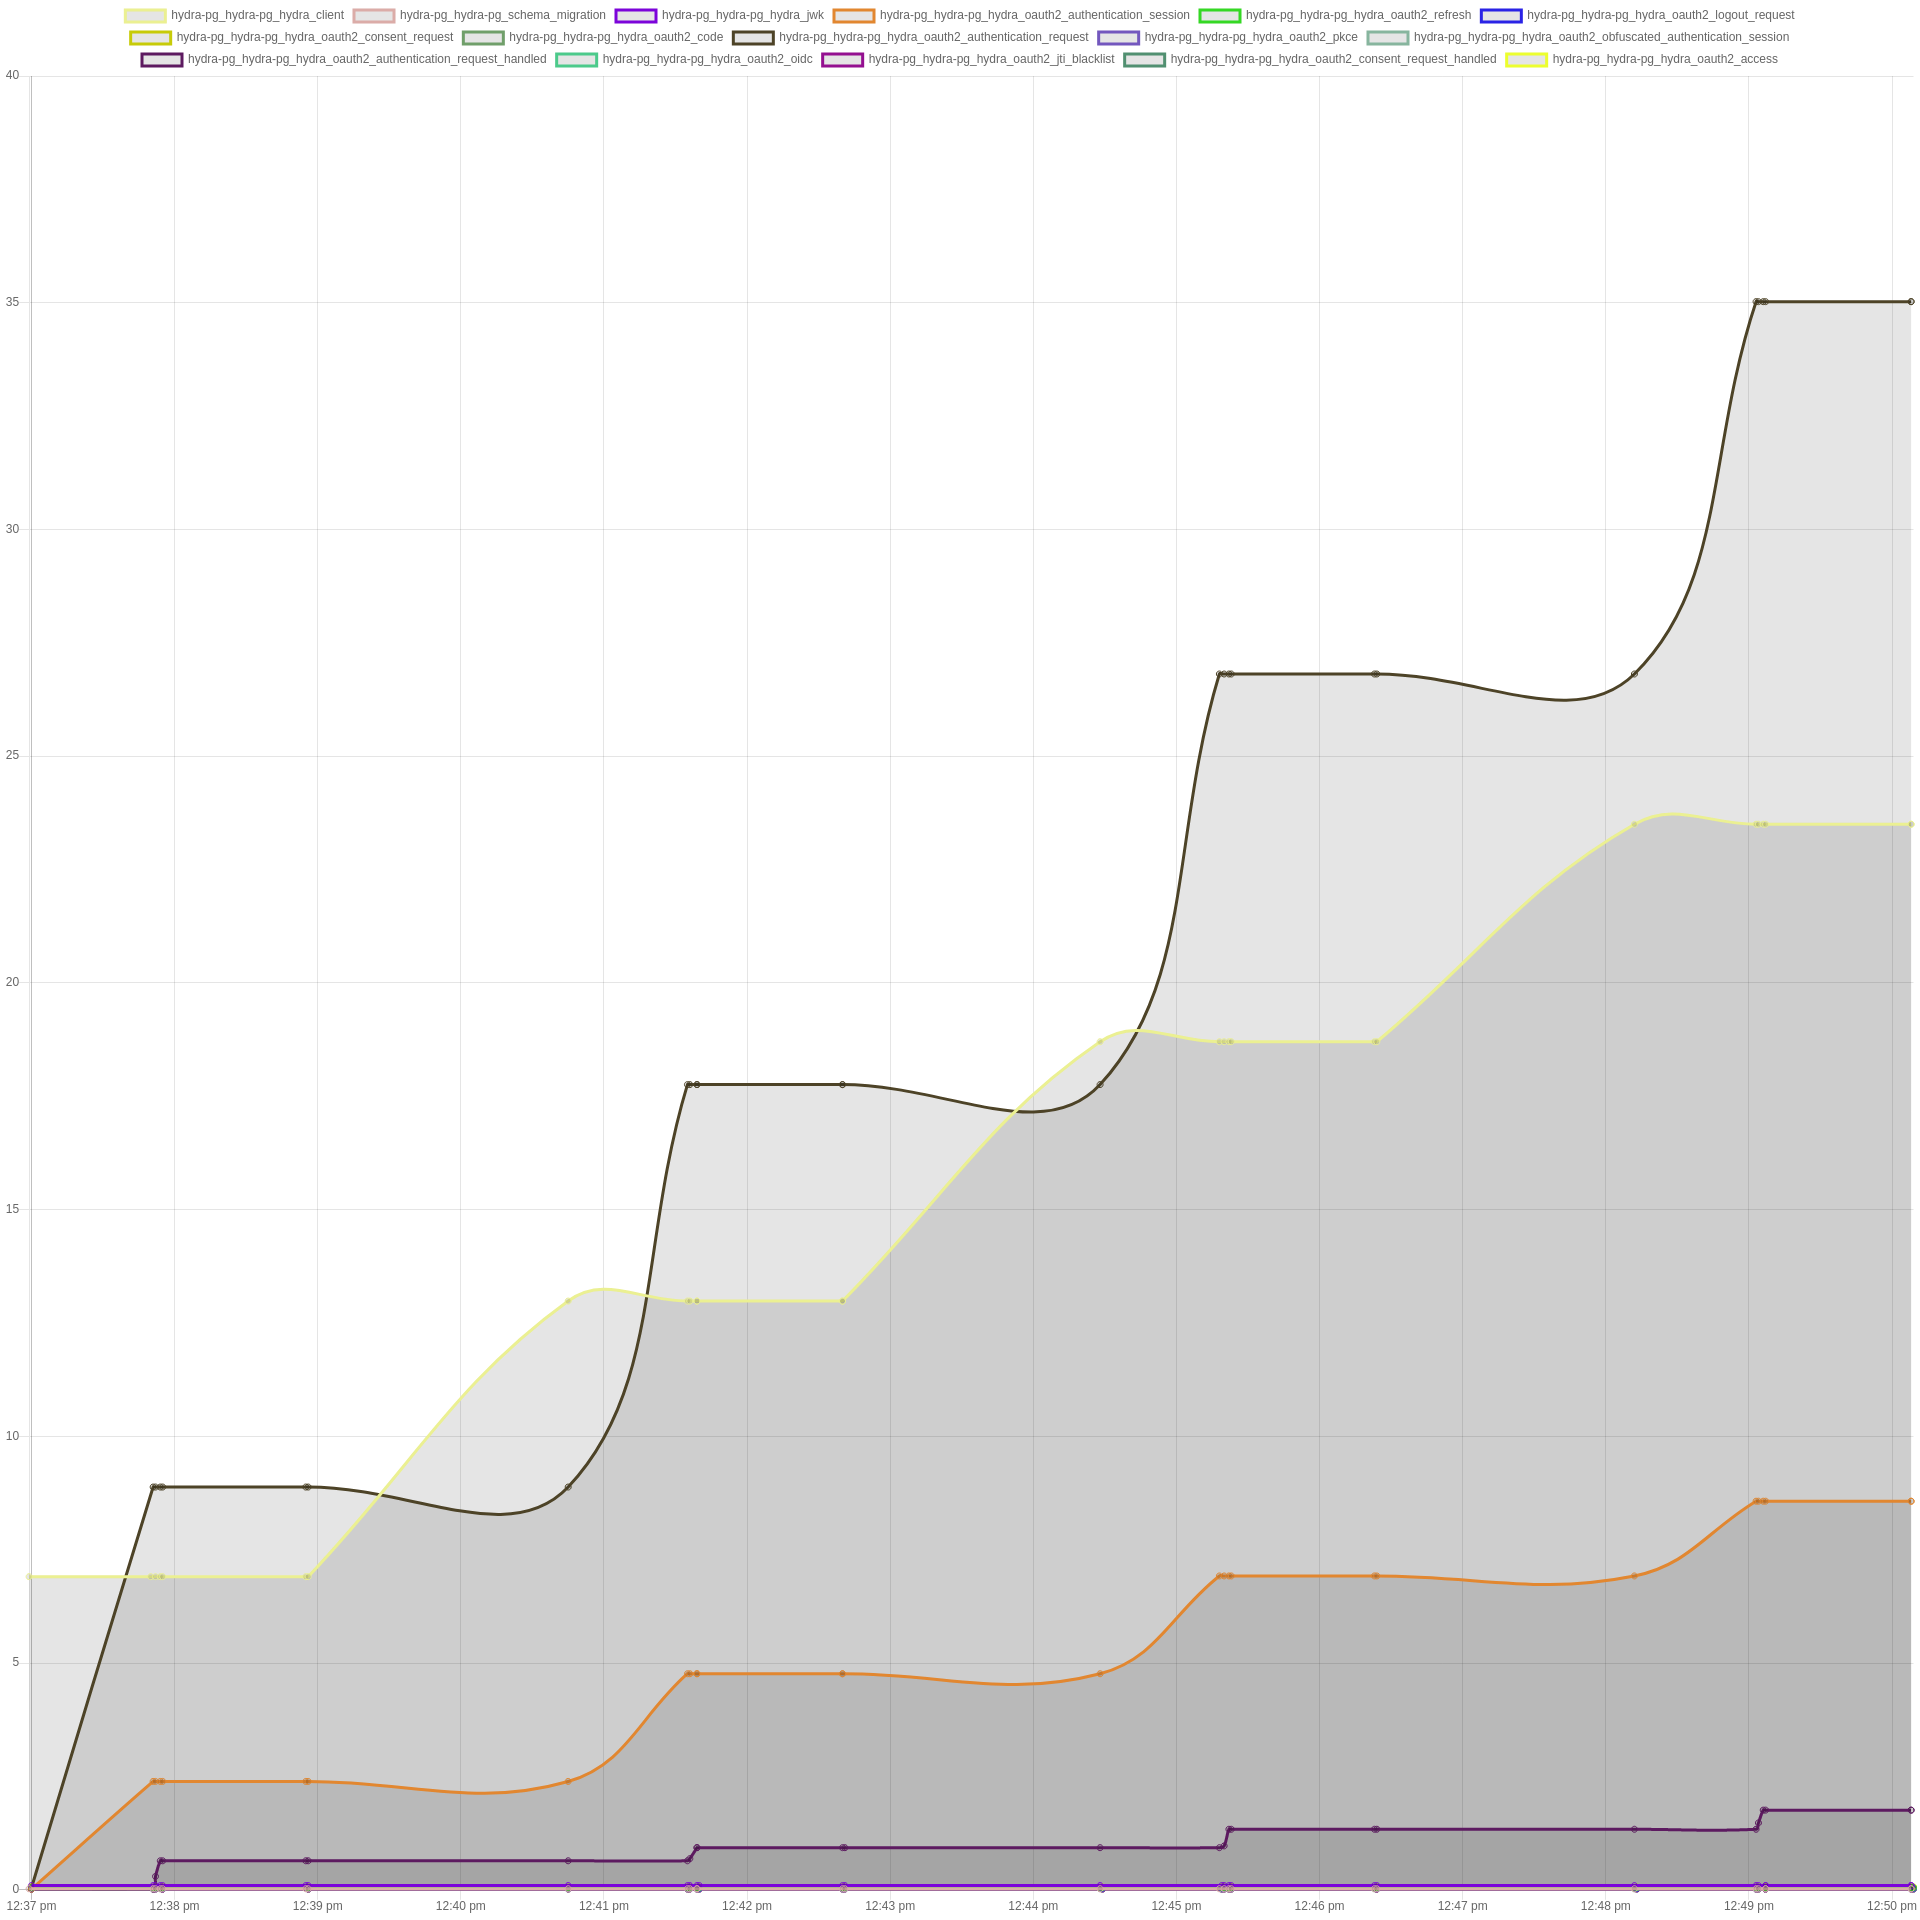 hydra-pg_hydra-pg_hydra_client hydra-pg_hydra-pg_schema_migration hydra-pg_hydra-pg_hydra_jwk hydra-pg_hydra-pg_hydra_oauth2_authentication_session hydra-pg_hydra-pg_hydra_oauth2_refresh hydra-pg_hydra-pg_hydra_oauth2_logout_request
hydra-pg_hydra-pg_hydra_oauth2_consent_request hydra-pg_hydra-pg_hydra_oauth2_code hydra-pg_hydra-pg_hydra_oauth2_authentication_request hydra-pg_hydra-pg_hydra_oauth2_pkce hydra-pg_hydra-pg_hydra_oauth2_obfuscated_authentication_session
hydra-pg_hydra-pg_hydra_oauth2_authentication_request_handled hydra-pg_hydra-pg_hydra_oauth2_oidc hydra-pg_hydra-pg_hydra_oauth2_jti_blacklist hydra-pg_hydra-pg_hydra_oauth2_consent_request_handled hydra-pg_hydra-pg_hydra_oauth2_access
40
35
30
25
20
15
10
5
0
12:37 pm 12:38 pm 12:39 pm 12:40 pm 12:41 pm 12:42 pm 12:43 pm 12:44 pm 12:45 pm 12:46 pm 12:47 pm 12:48 pm 12:49 pm 12:50 pm